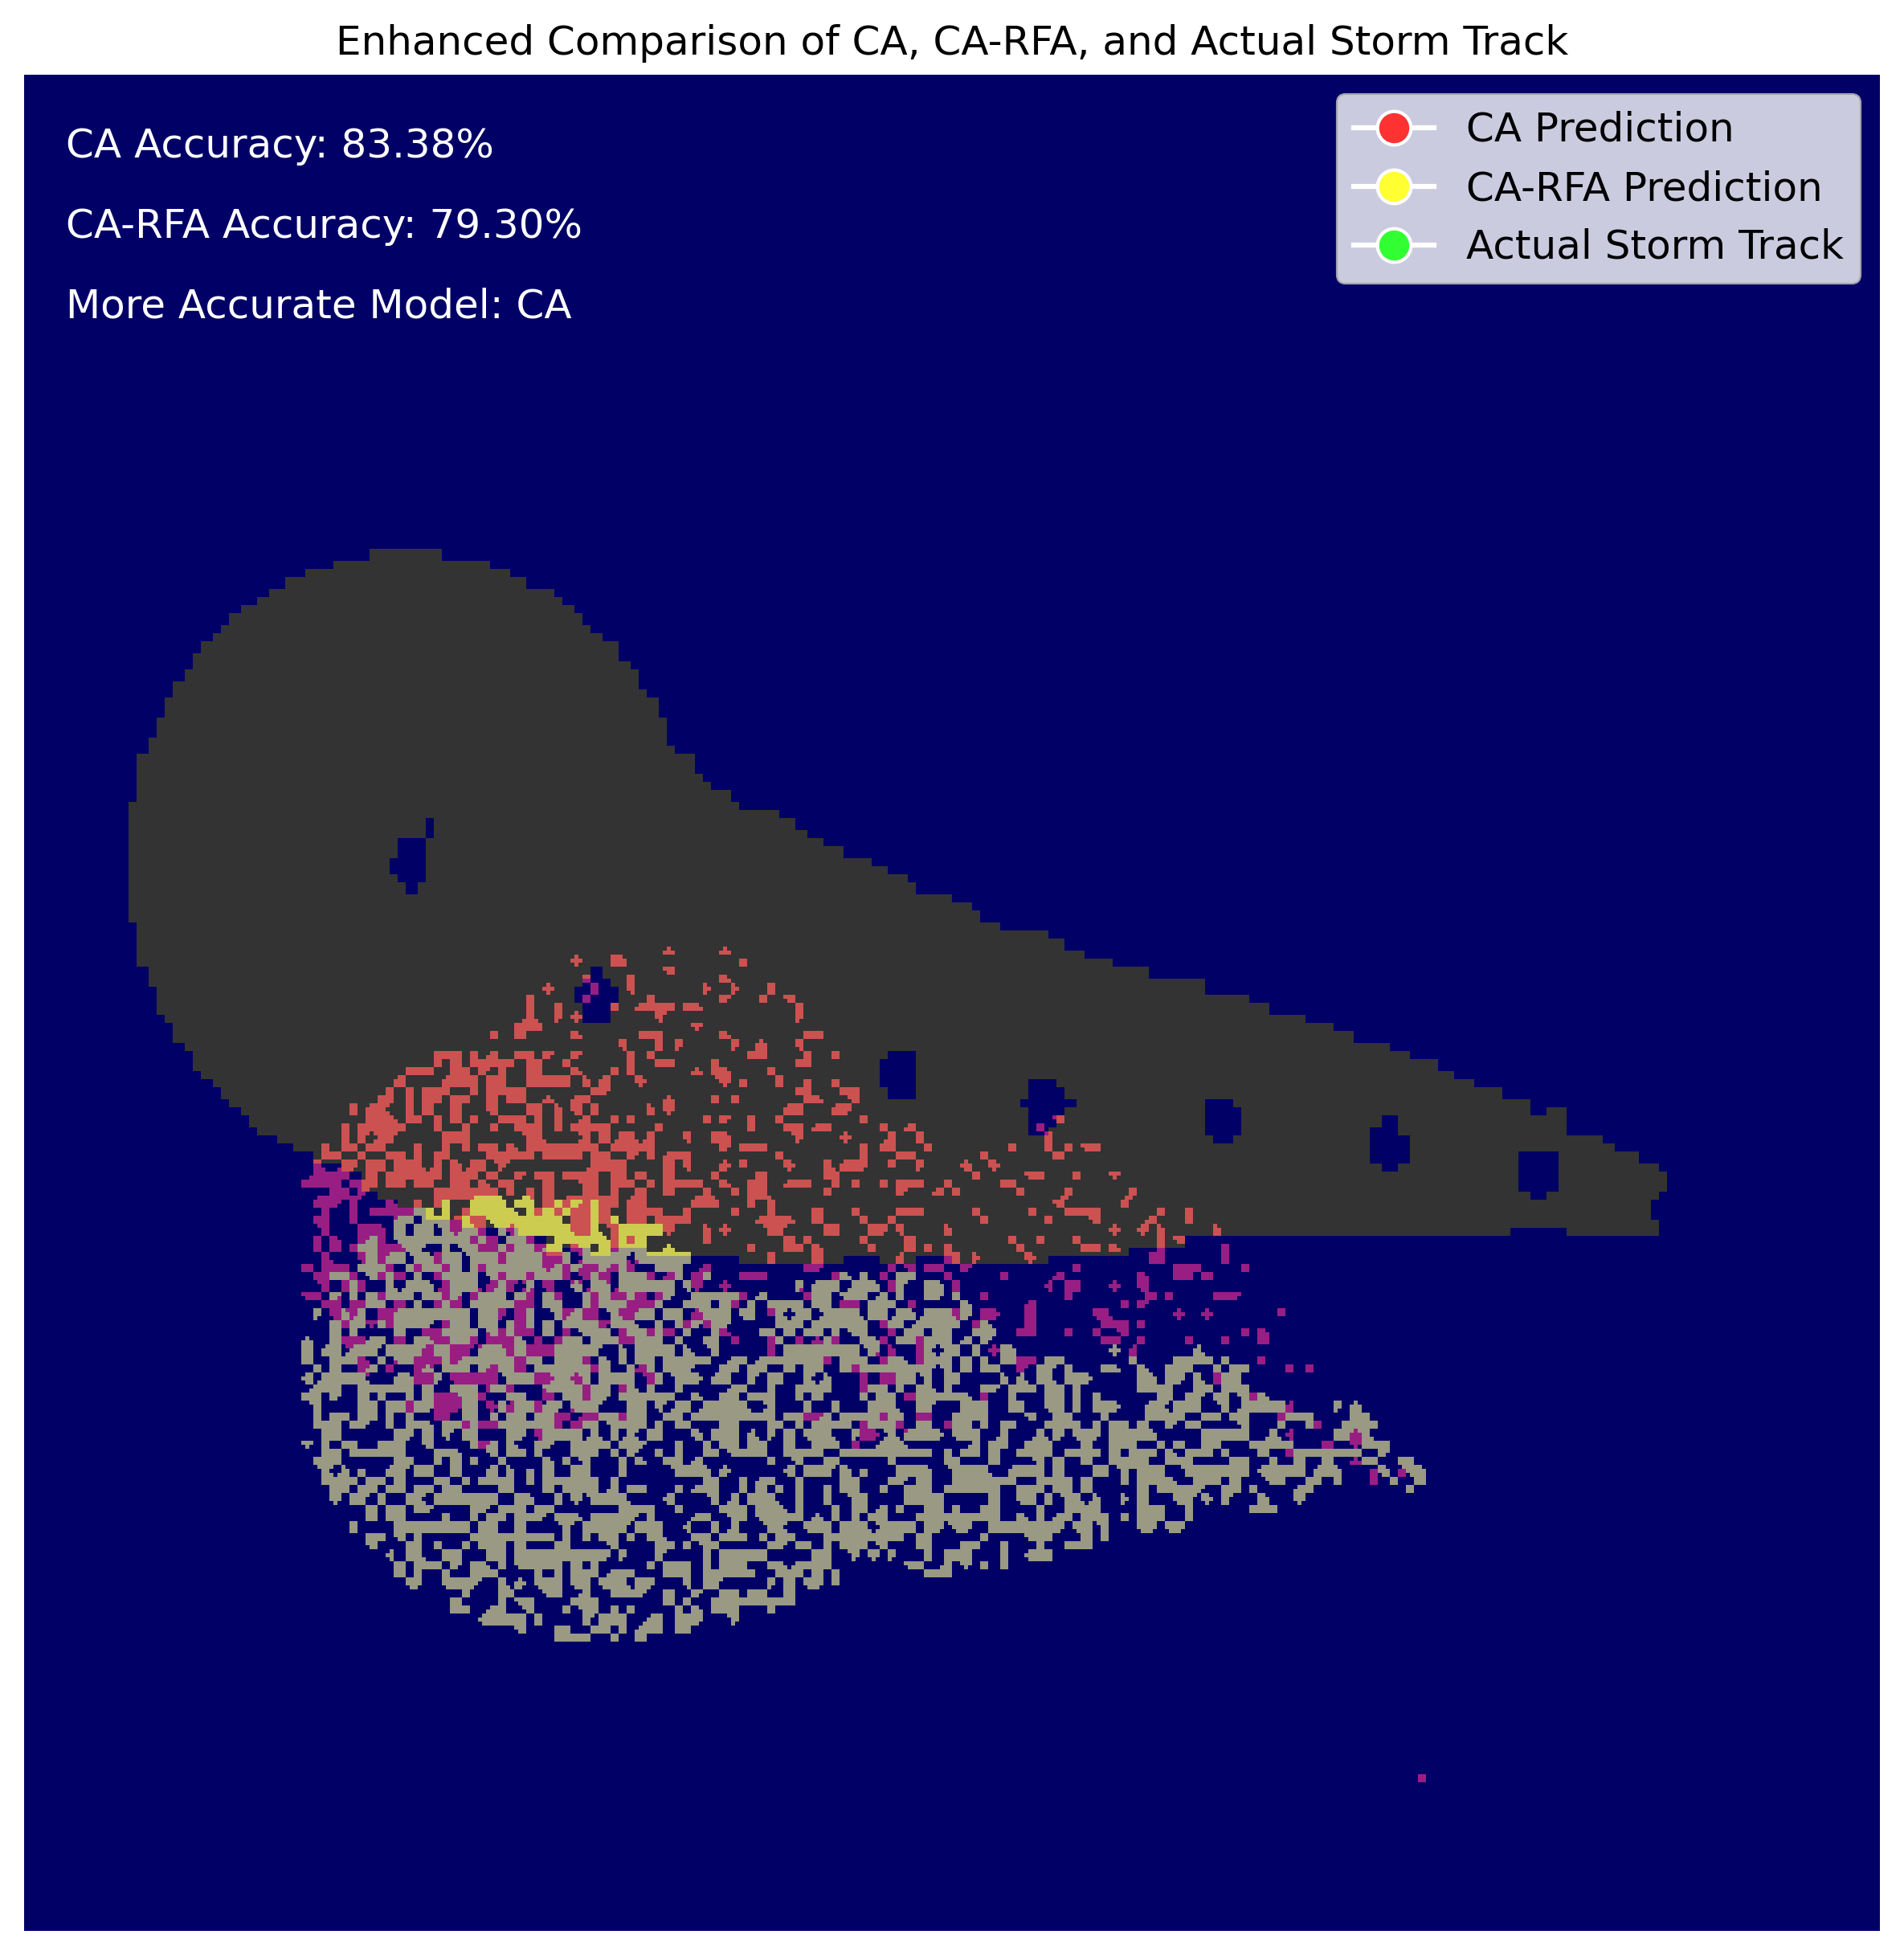 Enhanced Comparison of CA, CA-RFA, and Actual Storm Track
CA Accuracy: 83.38%
CA-RFA Accuracy: 79.30%
More Accurate Model: CA
CA Prediction
CA-RFA Prediction
Actual Storm Track